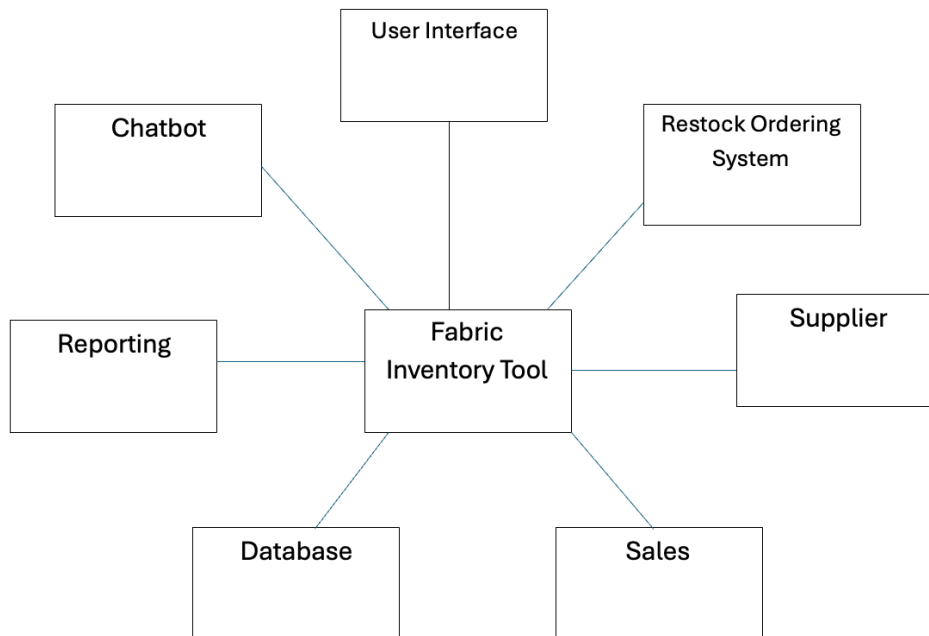 User Interface
Chatbot
Restock Ordering
System
Supplier
Fabric
Inventory Tool
Reporting
Database
Sales